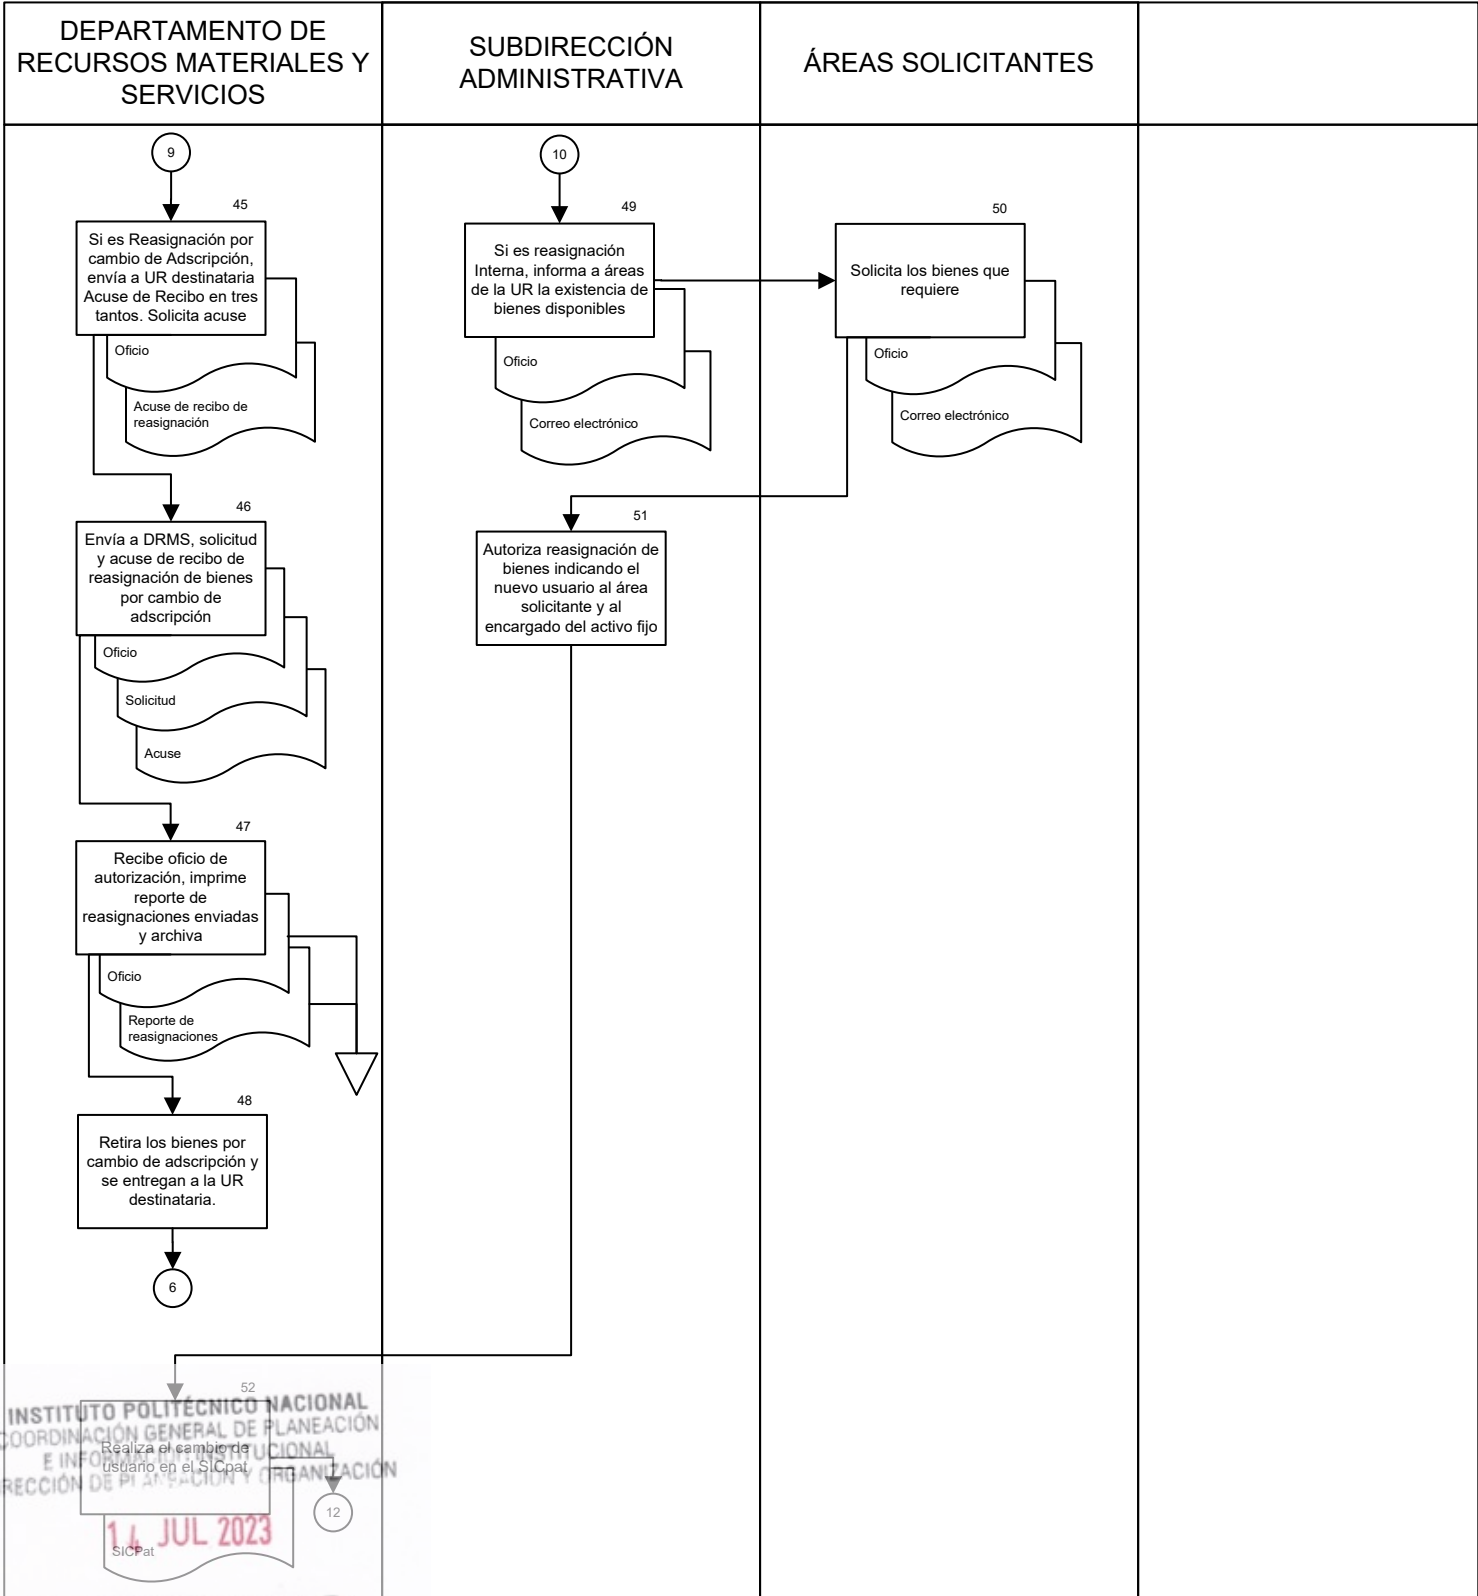 DEPARTAMENTO DE
RECURSOS MATERIALES Y
SERVICIOS
SUBDIRECCIÓN
ADMINISTRATIVA
ÁREAS SOLICITANTES
9
45
Si es Reasignación por
cambio de Adscripción,
envía a UR destinataria
Acuse de Recibo en tres
tantos. Solicita acuse
Oficio
Acuse de recibo de
reasignación
46
Envía a DRMS, solicitud
y acuse de recibo de
reasignación de bienes
por cambio de
adscripción
Oficio
Solicitud
Acuse
47
Recibe oficio de
autorización, imprime
reporte de
reasignaciones enviadas
y archiva
Oficio
Reporte de
reasignaciones
48
Retira los bienes por
cambio de adscripción y
se entregan a la UR
destinataria.
6
10
49
Si es reasignación
Interna, informa a áreas
de la UR la existencia de
bienes disponibles
Oficio
Correo electrónico
50
Solicita los bienes que
requiere
Oficio
Correo electrónico
51
Autoriza reasignación de
bienes indicando el
nuevo usuario al área
solicitante y al
encargado del activo fijo
52
Realiza el cambio de
usuario en el SICpat
SICPat
12
INSTITUTO POLITÉCNICO NACIONAL
COORDINACIÓN GENERAL DE PLANEACIÓN
E INFORMACIÓN INSTITUCIONAL
RECCIÓN DE PLANEACIÓN Y ORGANIZACIÓN
14 JUL 2023